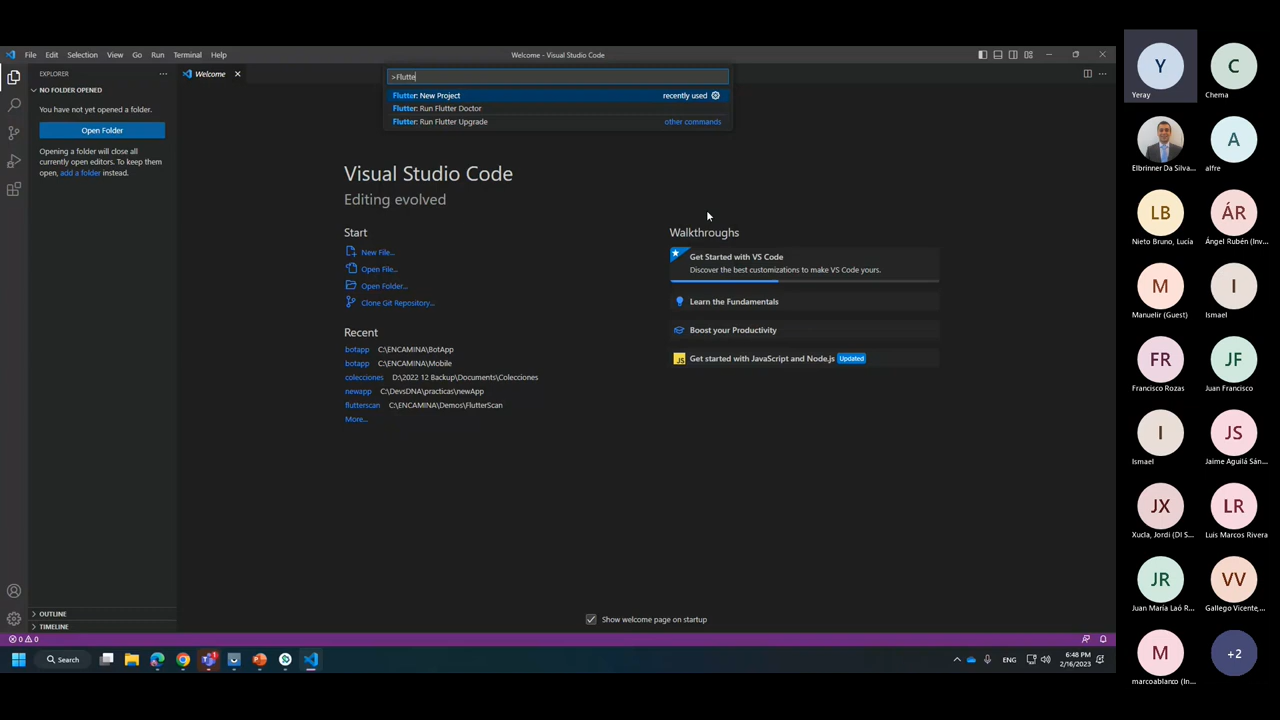 File Edit Selection View Go Run Terminal Help
Welcome - Visual Studio Code
EXPLORER
NO FOLDER OPENED
You have not yet opened a folder.
Open Folder
Opening a folder will close all
currently open editors. To keep
them open, add a folder instead.
OUTLINE
TIMELINE
Welcome
>Flutte
Flutter: New Project recently used
Flutter: Run Flutter Doctor
Flutter: Run Flutter Upgrade other commands
Visual Studio Code
Editing evolved
Start
New File...
Open File...
Open Folder...
Clone Git Repository...
Recent
botapp C:\ENCAMINA\BotApp
botapp C:\ENCAMINA\Mobile
colecciones D:\2022 12 Backup\Documents\Colecciones
newapp C:\DevsDNA\practicas\newApp
flutterscan C:\ENCAMINA\Demos\FlutterScan
More...
Walkthroughs
Get Started with VS Code
Discover the best customizations to make VS Code yours.
Learn the Fundamentals
Boost your Productivity
JS Get started with JavaScript and Node.js Updated
Show welcome page on startup
0 0
Search
ENG
6:48 PM
2/16/2023
Y
Yeray
C
Chema
Elbrinner Da Silva...
A
alfre
LB
Nieto Bruno, Lucía
ÁR
Ángel Rubén (Inv...
M
Manuelir (Guest)
I
Ismael
FR
Francisco Rozas
JF
Juan Francisco
I
Ismael
JS
Jaime Aguilá Sán...
JX
Xucla, Jordi (DI S...
LR
Luis Marcos Rivera
JR
Juan María Laó R...
VV
Gallego Vicente,...
M
marcoablanco (In...
+2